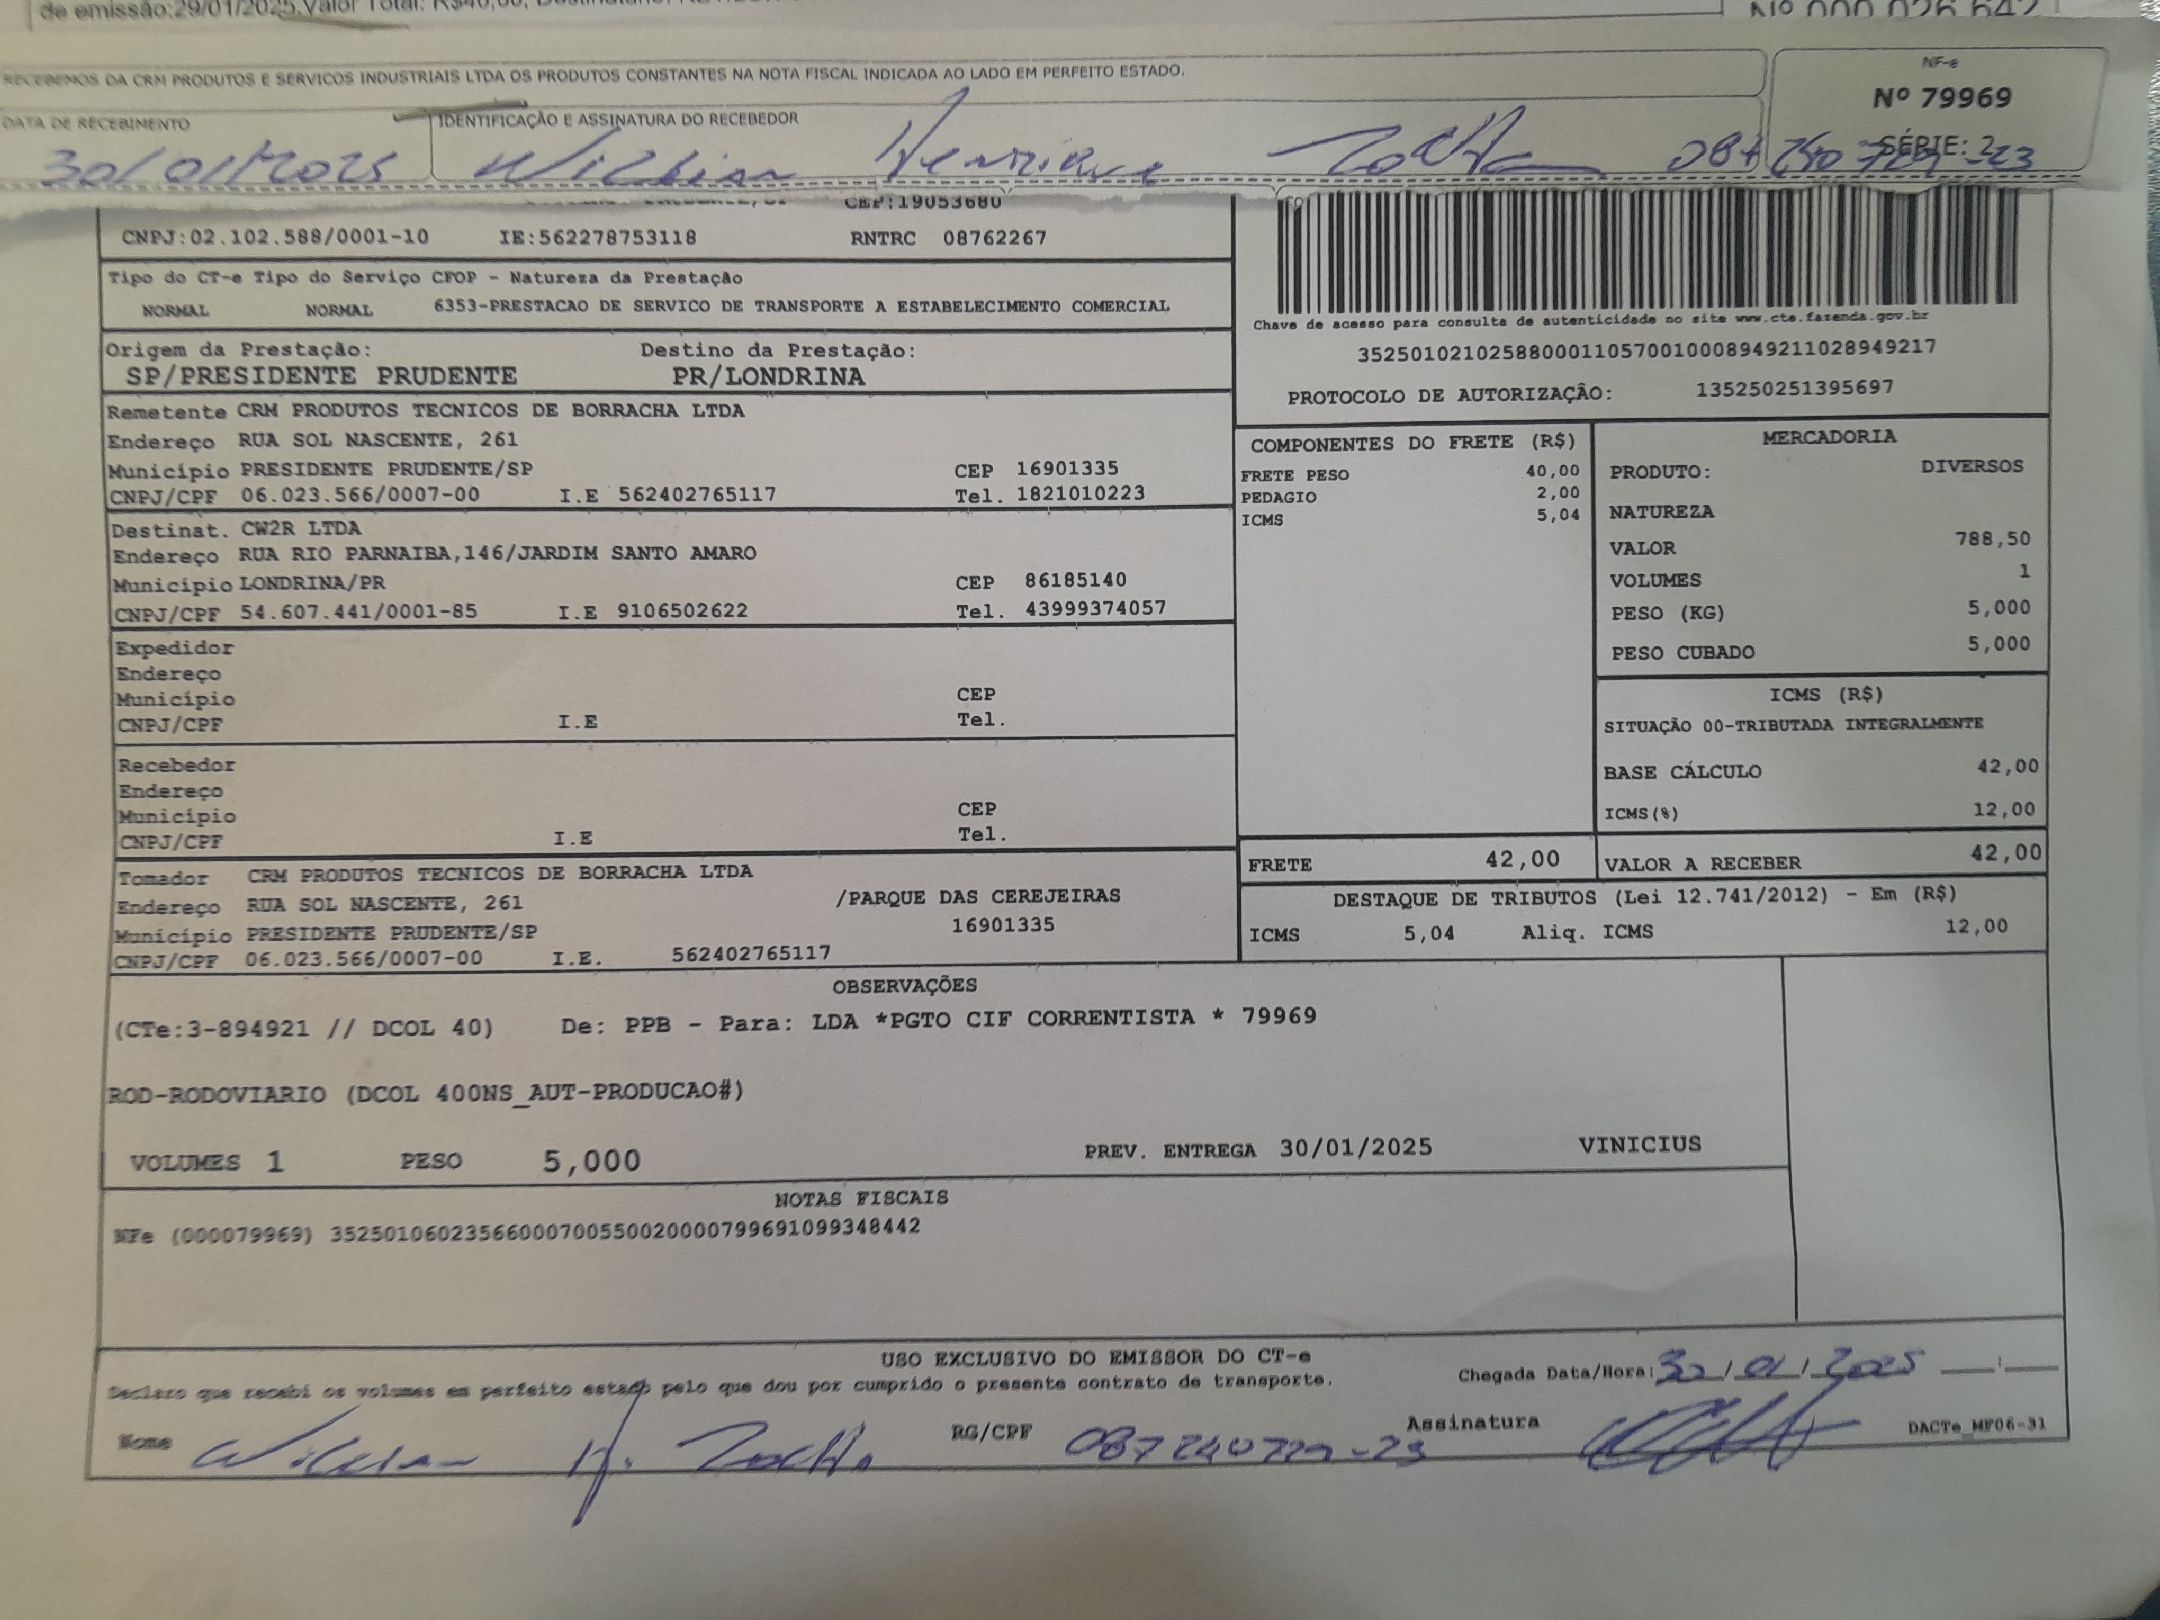 de emissão:29/01/2025,Valor Total: R$40,00, Destinatário:
Nº 000.026.642
RECEBEMOS DA CRM PRODUTOS E SERVICOS INDUSTRIAIS LTDA OS PRODUTOS CONSTANTES NA NOTA FISCAL INDICADA AO LADO EM PERFEITO ESTADO.
NF-e
Nº 79969
SÉRIE: 2
DATA DE RECEBIMENTO
IDENTIFICAÇÃO E ASSINATURA DO RECEBEDOR
30/01/2025 Willian Henrique
CEP:19053680
CNPJ:02.102.588/0001-10 IE:562278753118 RNTRC 08762267
Tipo do CT-e Tipo do Serviço CFOP - Natureza da Prestação
NORMAL NORMAL 6353-PRESTACAO DE SERVICO DE TRANSPORTE A ESTABELECIMENTO COMERCIAL
Chave de acesso para consulta de autenticidade no site www.cte.fazenda.gov.br
35250102102588000110570010008949211028949217
PROTOCOLO DE AUTORIZAÇÃO: 135250251395697
Origem da Prestação: Destino da Prestação:
SP/PRESIDENTE PRUDENTE PR/LONDRINA
Remetente CRM PRODUTOS TECNICOS DE BORRACHA LTDA
Endereço RUA SOL NASCENTE, 261
Município PRESIDENTE PRUDENTE/SP CEP 16901335
CNPJ/CPF 06.023.566/0007-00 I.E 562402765117 Tel. 1821010223
Destinat. CW2R LTDA
Endereço RUA RIO PARNAIBA,146/JARDIM SANTO AMARO
Município LONDRINA/PR CEP 86185140
CNPJ/CPF 54.607.441/0001-85 I.E 9106502622 Tel. 43999374057
Expedidor
Endereço
Município CEP
CNPJ/CPF I.E Tel.
Recebedor
Endereço
Município CEP
CNPJ/CPF I.E Tel.
Tomador CRM PRODUTOS TECNICOS DE BORRACHA LTDA
Endereço RUA SOL NASCENTE, 261 /PARQUE DAS CEREJEIRAS
Município PRESIDENTE PRUDENTE/SP 16901335
CNPJ/CPF 06.023.566/0007-00 I.E. 562402765117
COMPONENTES DO FRETE (R$)
FRETE PESO 40,00
PEDAGIO 2,00
ICMS 5,04
MERCADORIA
PRODUTO: DIVERSOS
NATUREZA
VALOR 788,50
VOLUMES 1
PESO (KG) 5,000
PESO CUBADO 5,000
ICMS (R$)
SITUAÇÃO 00-TRIBUTADA INTEGRALMENTE
BASE CÁLCULO 42,00
ICMS(%) 12,00
FRETE 42,00 VALOR A RECEBER 42,00
DESTAQUE DE TRIBUTOS (Lei 12.741/2012) - Em (R$)
ICMS 5,04 Aliq. ICMS 12,00
OBSERVAÇÕES
(CTe:3-894921 // DCOL 40) De: PPB - Para: LDA *PGTO CIF CORRENTISTA * 79969
ROD-RODOVIARIO (DCOL 400NS_AUT-PRODUCAO#)
VOLUMES 1 PESO 5,000 PREV. ENTREGA 30/01/2025 VINICIUS
NOTAS FISCAIS
NFe (000079969) 35250106023566000700550020000799691099348442
USO EXCLUSIVO DO EMISSOR DO CT-e
Declaro que recebi os volumes em perfeito estado pelo que dou por cumprido o presente contrato de transporte.
Chegada Data/Hora: 30/01/2025 ___:___
Nome Willian H. RG/CPF Assinatura DACTe_MF06-31